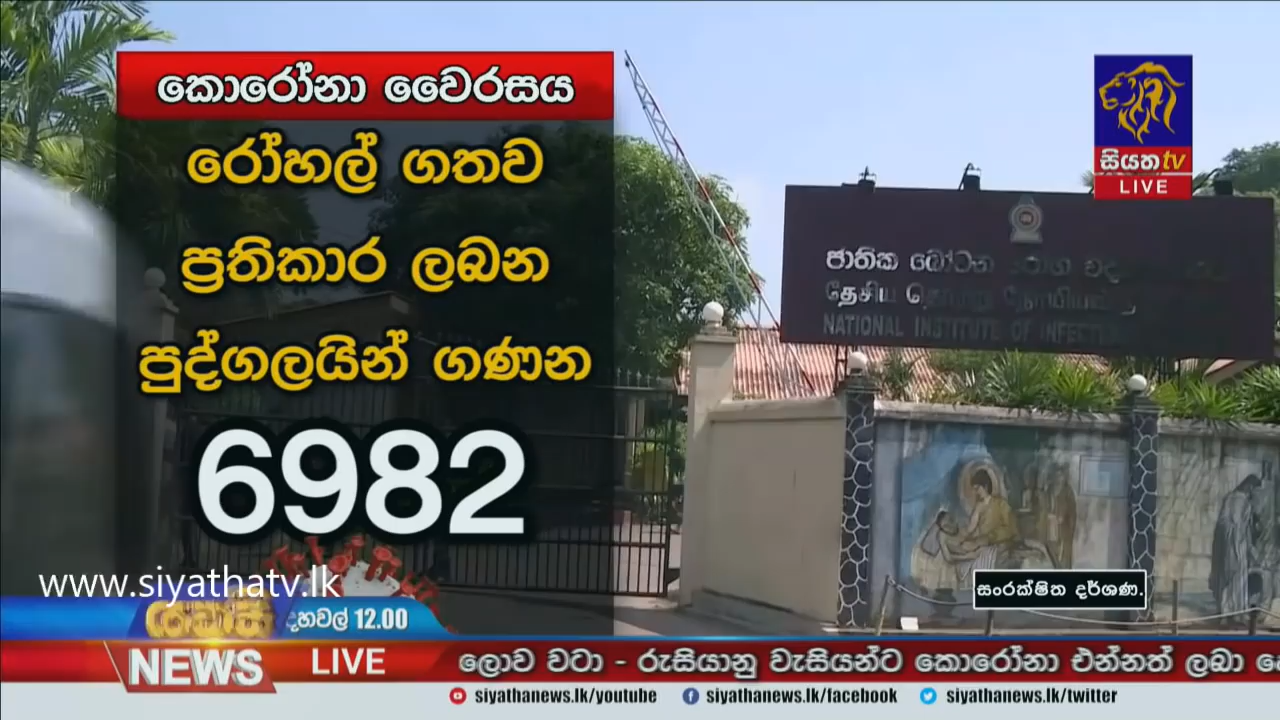 කොරෝනා වෛරසය
රෝහල් ගතව
ප්‍රතිකාර ලබන
පුද්ගලයින් ගණන
6982
සියත tv
LIVE
ජාතික බෝවන රෝග
தேசிய
NATIONAL INSTITUTE OF
සංරක්ෂිත දර්ශණ.
www.siyathatv.lk
දහවල් 12.00
NEWS LIVE
ලොව වටා - රුසියානු වැසියන්ට කොරෝනා එන්නත් ලබා
siyathanews.lk/youtube siyathanews.lk/facebook siyathanews.lk/twitter